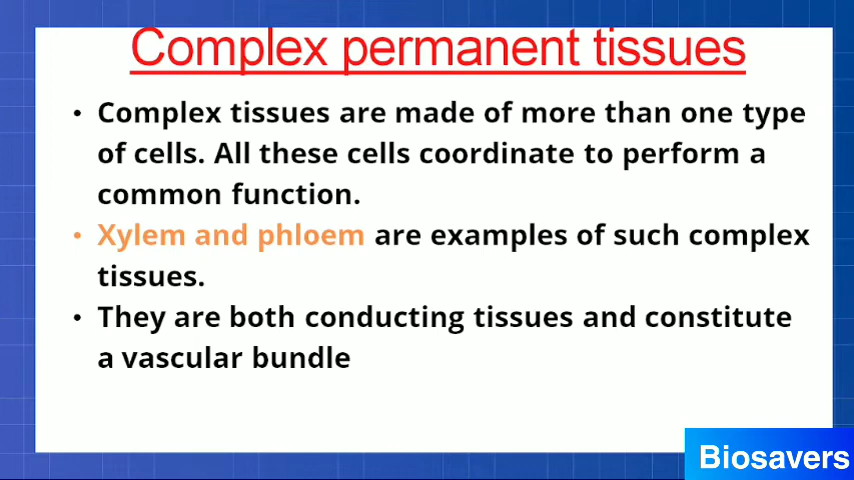 Complex permanent tissues
• Complex tissues are made of more than one type
of cells. All these cells coordinate to perform a
common function.
• Xylem and phloem are examples of such complex
tissues.
• They are both conducting tissues and constitute
a vascular bundle
Biosavers